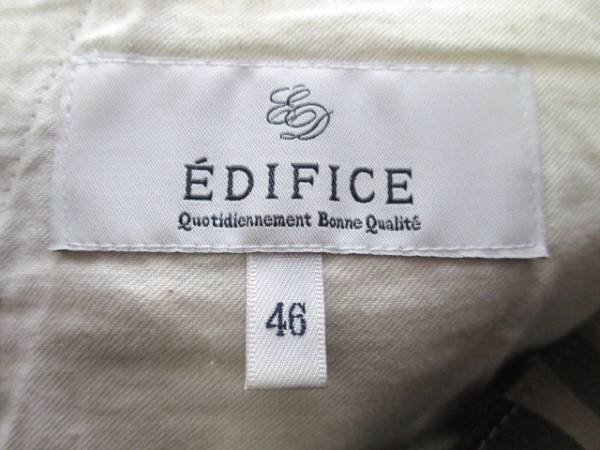 ED
ÉDIFICE
Quotidiennement Bonne Qualité
46